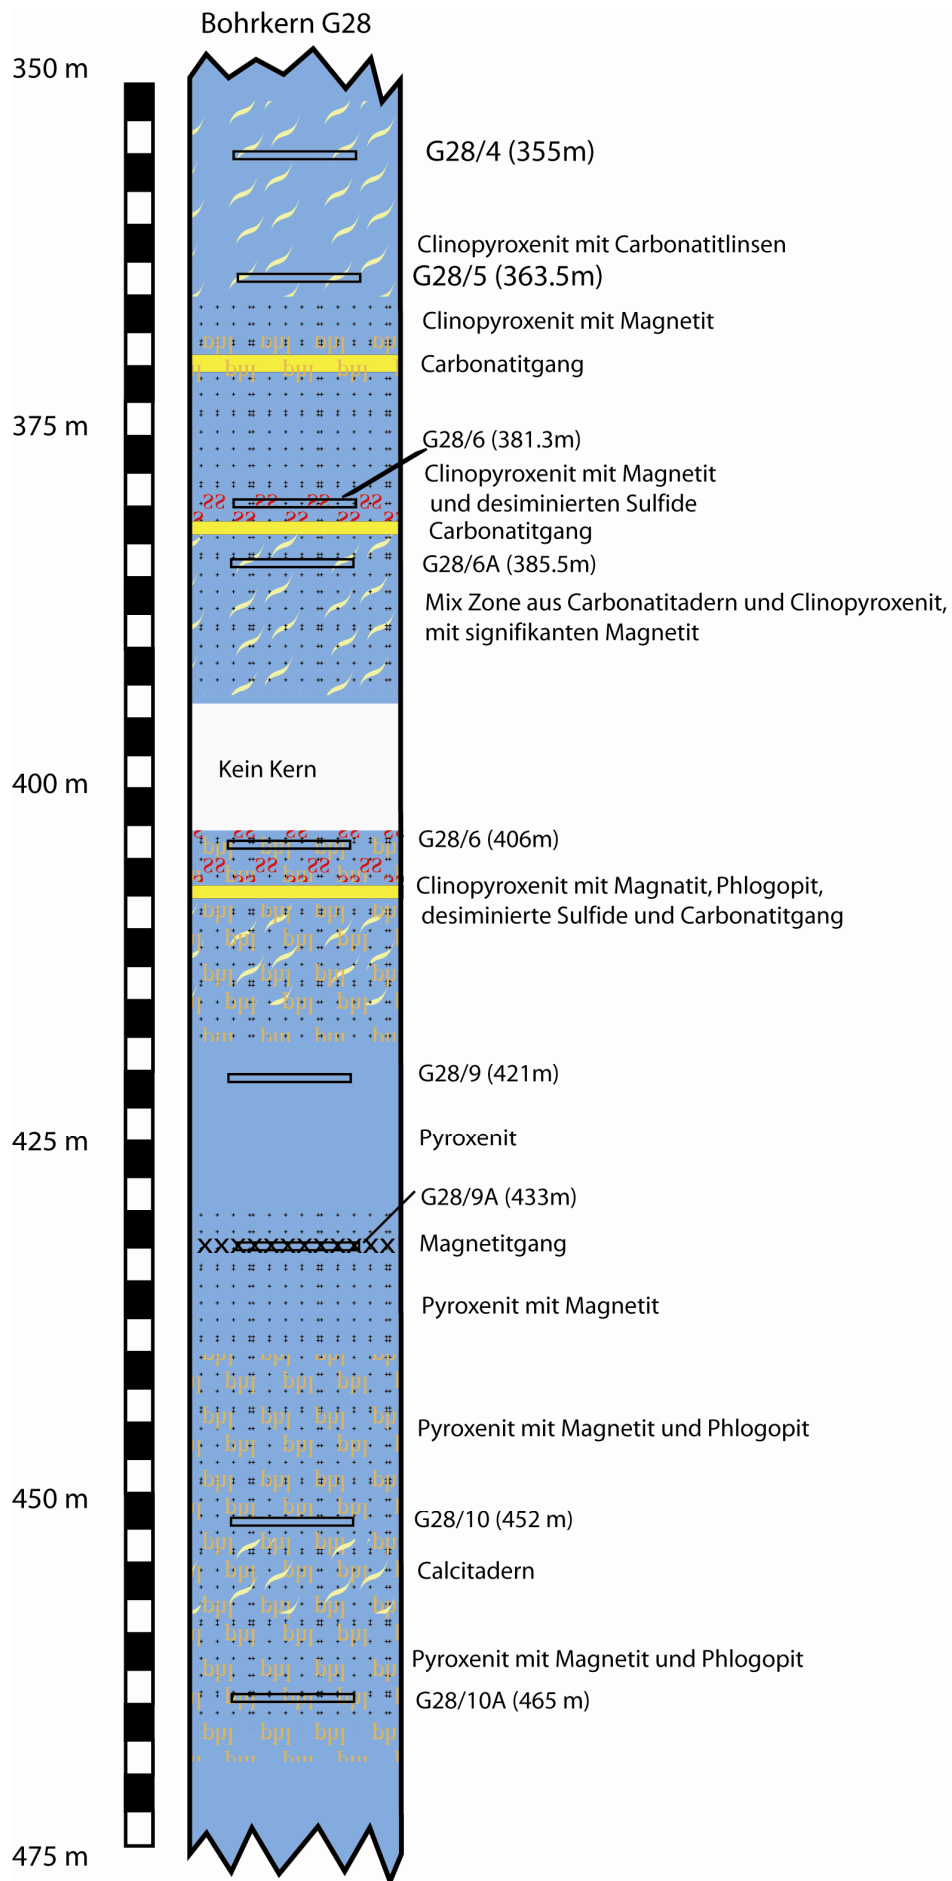 Bohrkern G28
350 m
G28/4 (355m)
Clinopyroxenit mit Carbonatitlinsen
G28/5 (363.5m)
Clinopyroxenit mit Magnetit
Carbonatitgang
375 m
G28/6 (381.3m)
Clinopyroxenit mit Magnetit
und desiminierten Sulfide
Carbonatitgang
G28/6A (385.5m)
Mix Zone aus Carbonatitadern und Clinopyroxenit,
mit signifikanten Magnetit
Kein Kern
400 m
G28/6 (406m)
Clinopyroxenit mit Magnatit, Phlogopit,
desiminierte Sulfide und Carbonatitgang
G28/9 (421m)
425 m
Pyroxenit
G28/9A (433m)
Magnetitgang
Pyroxenit mit Magnetit
Pyroxenit mit Magnetit und Phlogopit
450 m
G28/10 (452 m)
Calcitadern
Pyroxenit mit Magnetit und Phlogopit
G28/10A (465 m)
475 m